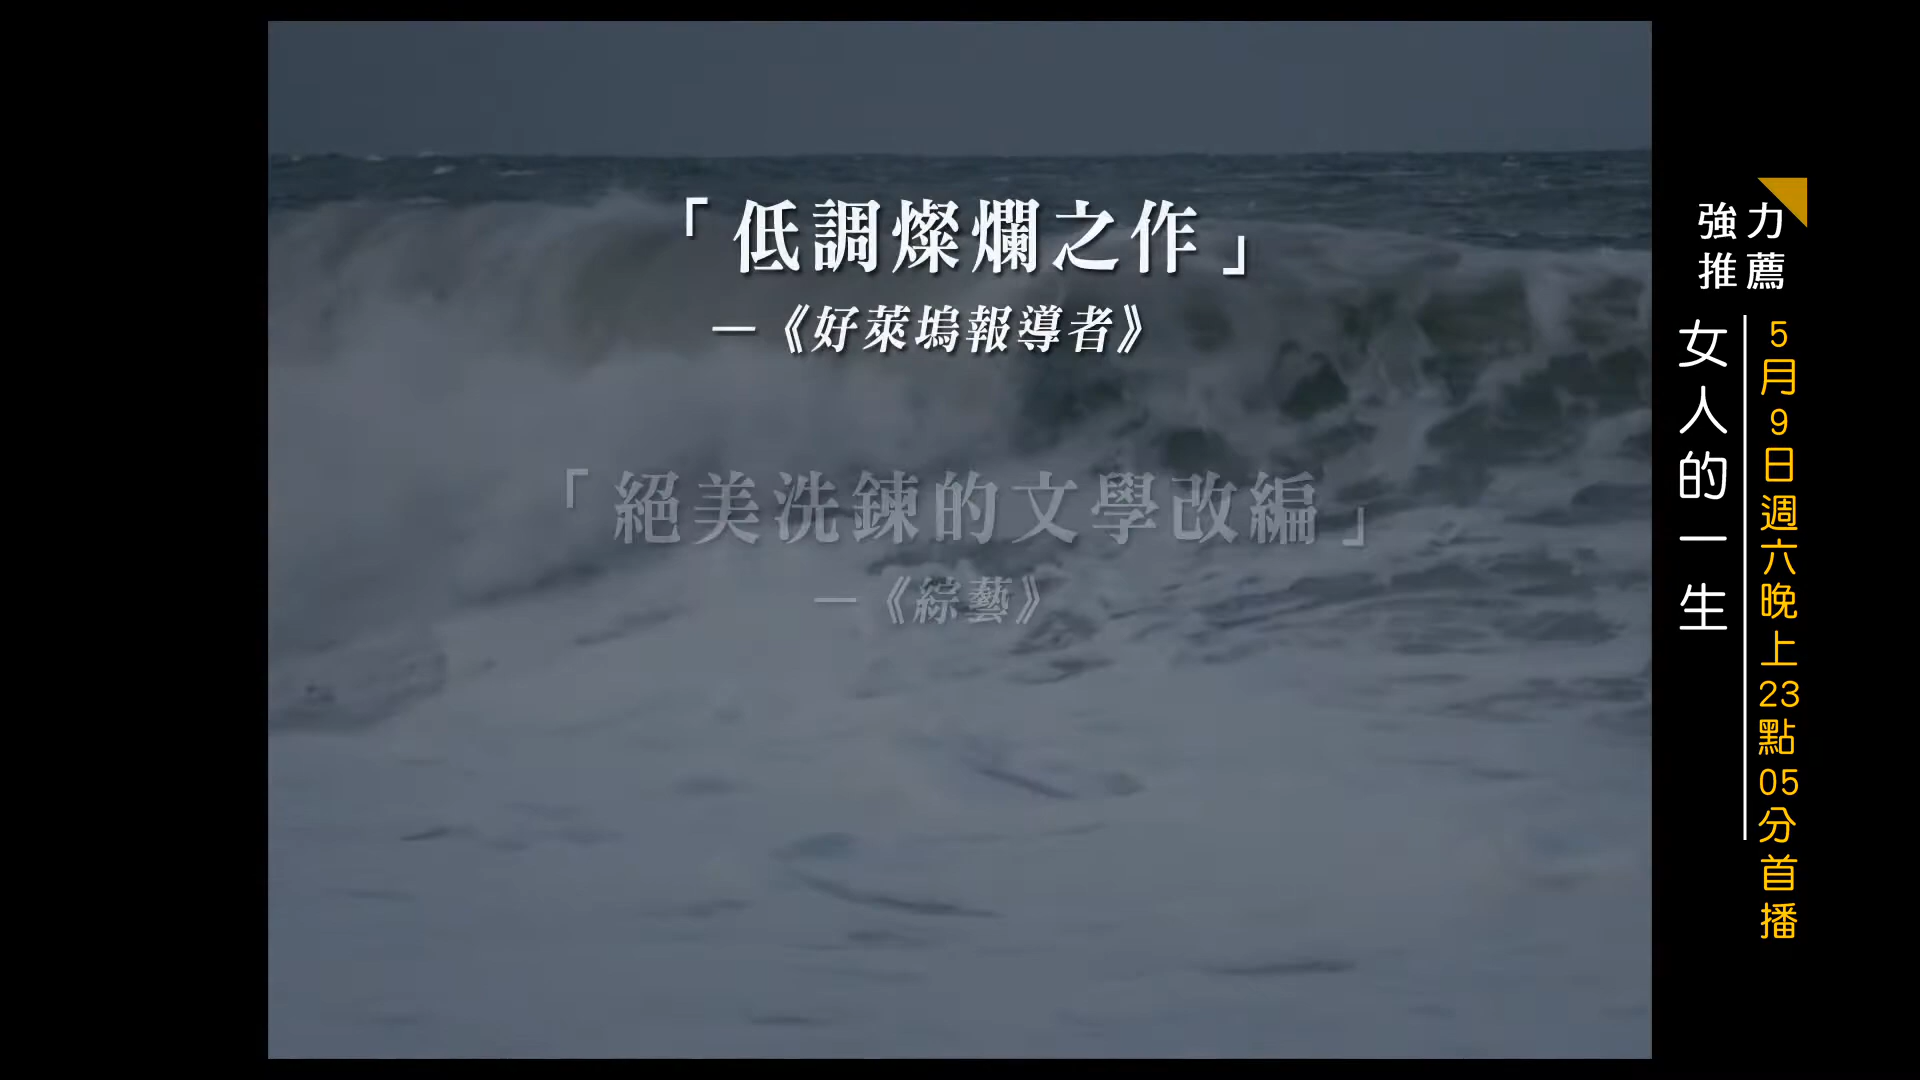 「低調燦爛之作」
—《好萊塢報導者》
「絕美洗鍊的文學改編」
—《綜藝》
強力
推薦
女人的一生
5月9日週六晚上23點05分首播